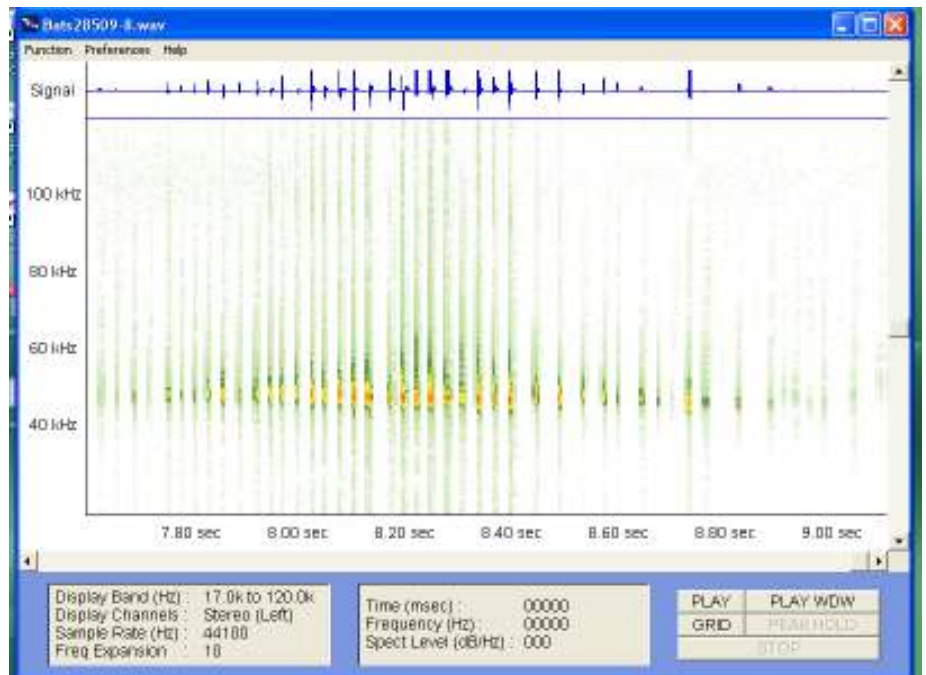 Bats28509-8.wav
Function Preferences Help
Signal
100 kHz
80 kHz
60 kHz
40 kHz
7.80 sec 8.00 sec 8.20 sec 8.40 sec 8.60 sec 8.80 sec 9.00 sec
Display Band (Hz) : 17.0k to 120.0k
Display Channels : Stereo (Left)
Sample Rate (Hz) : 44100
Freq Expansion : 10
Time (msec) : 00000
Frequency (Hz) : 00000
Spect Level (dB/Hz) : 000
PLAY PLAY WDW
GRID PEAK HOLD
STOP